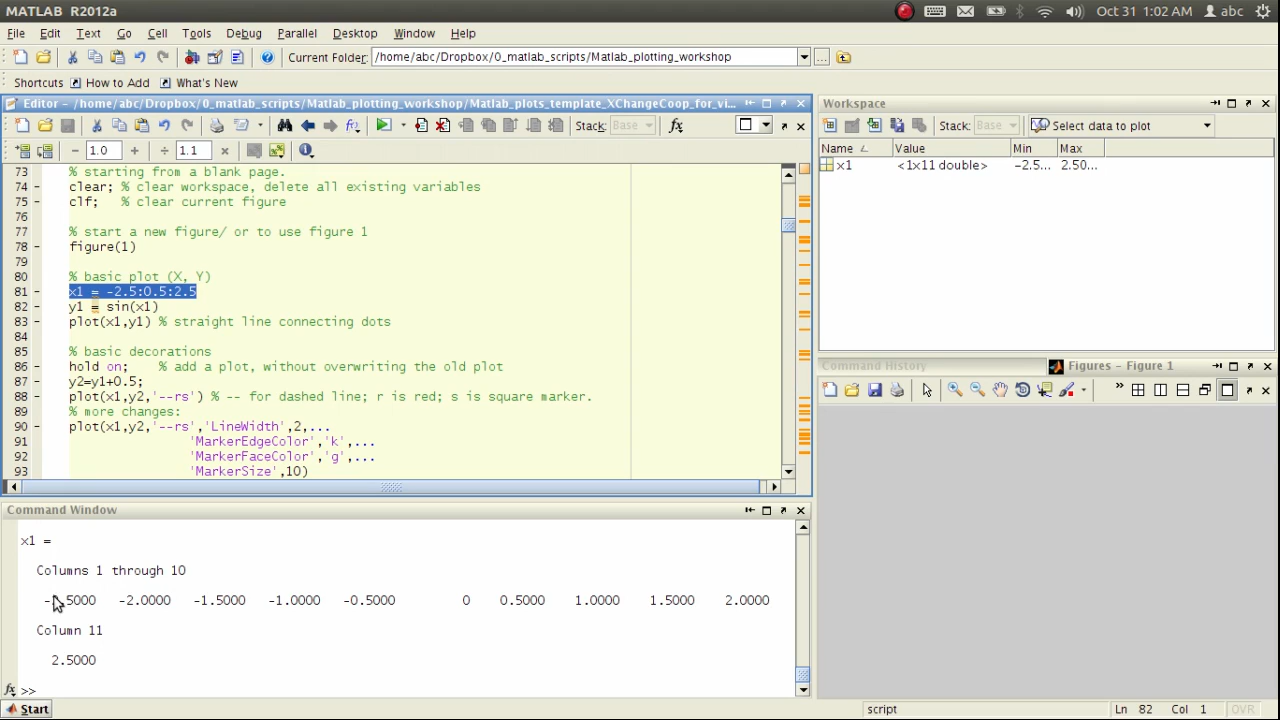 MATLAB R2012a
Oct 31 1:02 AM abc
File Edit Text Go Cell Tools Debug Parallel Desktop Window Help
Current Folder: /home/abc/Dropbox/0_matlab_scripts/Matlab_plotting_workshop
Shortcuts How to Add What's New
Editor - /home/abc/Dropbox/0_matlab_scripts/Matlab_plotting_workshop/Matlab_plots_template_XChangeCoop_for_vi...
Stack: Base fx
- 1.0 + ÷ 1.1 ×
73 % starting from a blank page.
74 - clear; % clear workspace, delete all existing variables
75 - clf; % clear current figure
76
77 % start a new figure/ or to use figure 1
78 - figure(1)
79
80 % basic plot (X, Y)
81 - x1 = -2.5:0.5:2.5
82 - y1 = sin(x1)
83 - plot(x1,y1) % straight line connecting dots
84
85 % basic decorations
86 - hold on; % add a plot, without overwriting the old plot
87 - y2=y1+0.5;
88 - plot(x1,y2,'--rs') % -- for dashed line; r is red; s is square marker.
89 % more changes:
90 - plot(x1,y2,'--rs','LineWidth',2,...
91 'MarkerEdgeColor','k',...
92 'MarkerFaceColor','g',...
93 'MarkerSize',10)
Command Window
x1 =
Columns 1 through 10
-2.5000 -2.0000 -1.5000 -1.0000 -0.5000 0 0.5000 1.0000 1.5000 2.0000
Column 11
2.5000
fx >>
Workspace
Stack: Base Select data to plot
Name Value Min Max
x1 <1x11 double> -2.5... 2.50...
Command History Figures - Figure 1
»
Start script Ln 82 Col 1 OVR